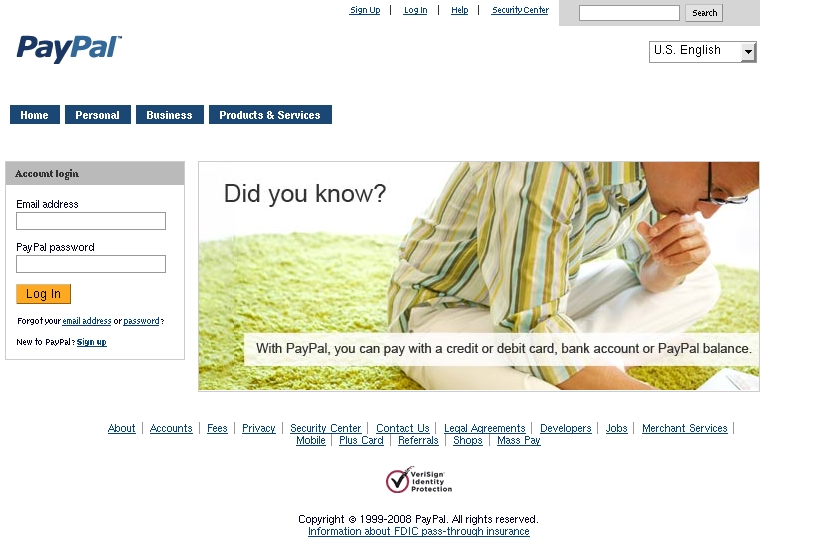 Sign Up | Log In | Help | Security Center Search
PayPal™
U.S. English
Home Personal Business Products & Services
Account login
Email address
PayPal password
Log In
Forgot your email address or password?
New to PayPal? Sign up
Did you know?
With PayPal, you can pay with a credit or debit card, bank account or PayPal balance.
About | Accounts | Fees | Privacy | Security Center | Contact Us | Legal Agreements | Developers | Jobs | Merchant Services |
Mobile | Plus Card | Referrals | Shops | Mass Pay
VeriSign
Identity
Protection
Copyright © 1999-2008 PayPal. All rights reserved.
Information about FDIC pass-through insurance